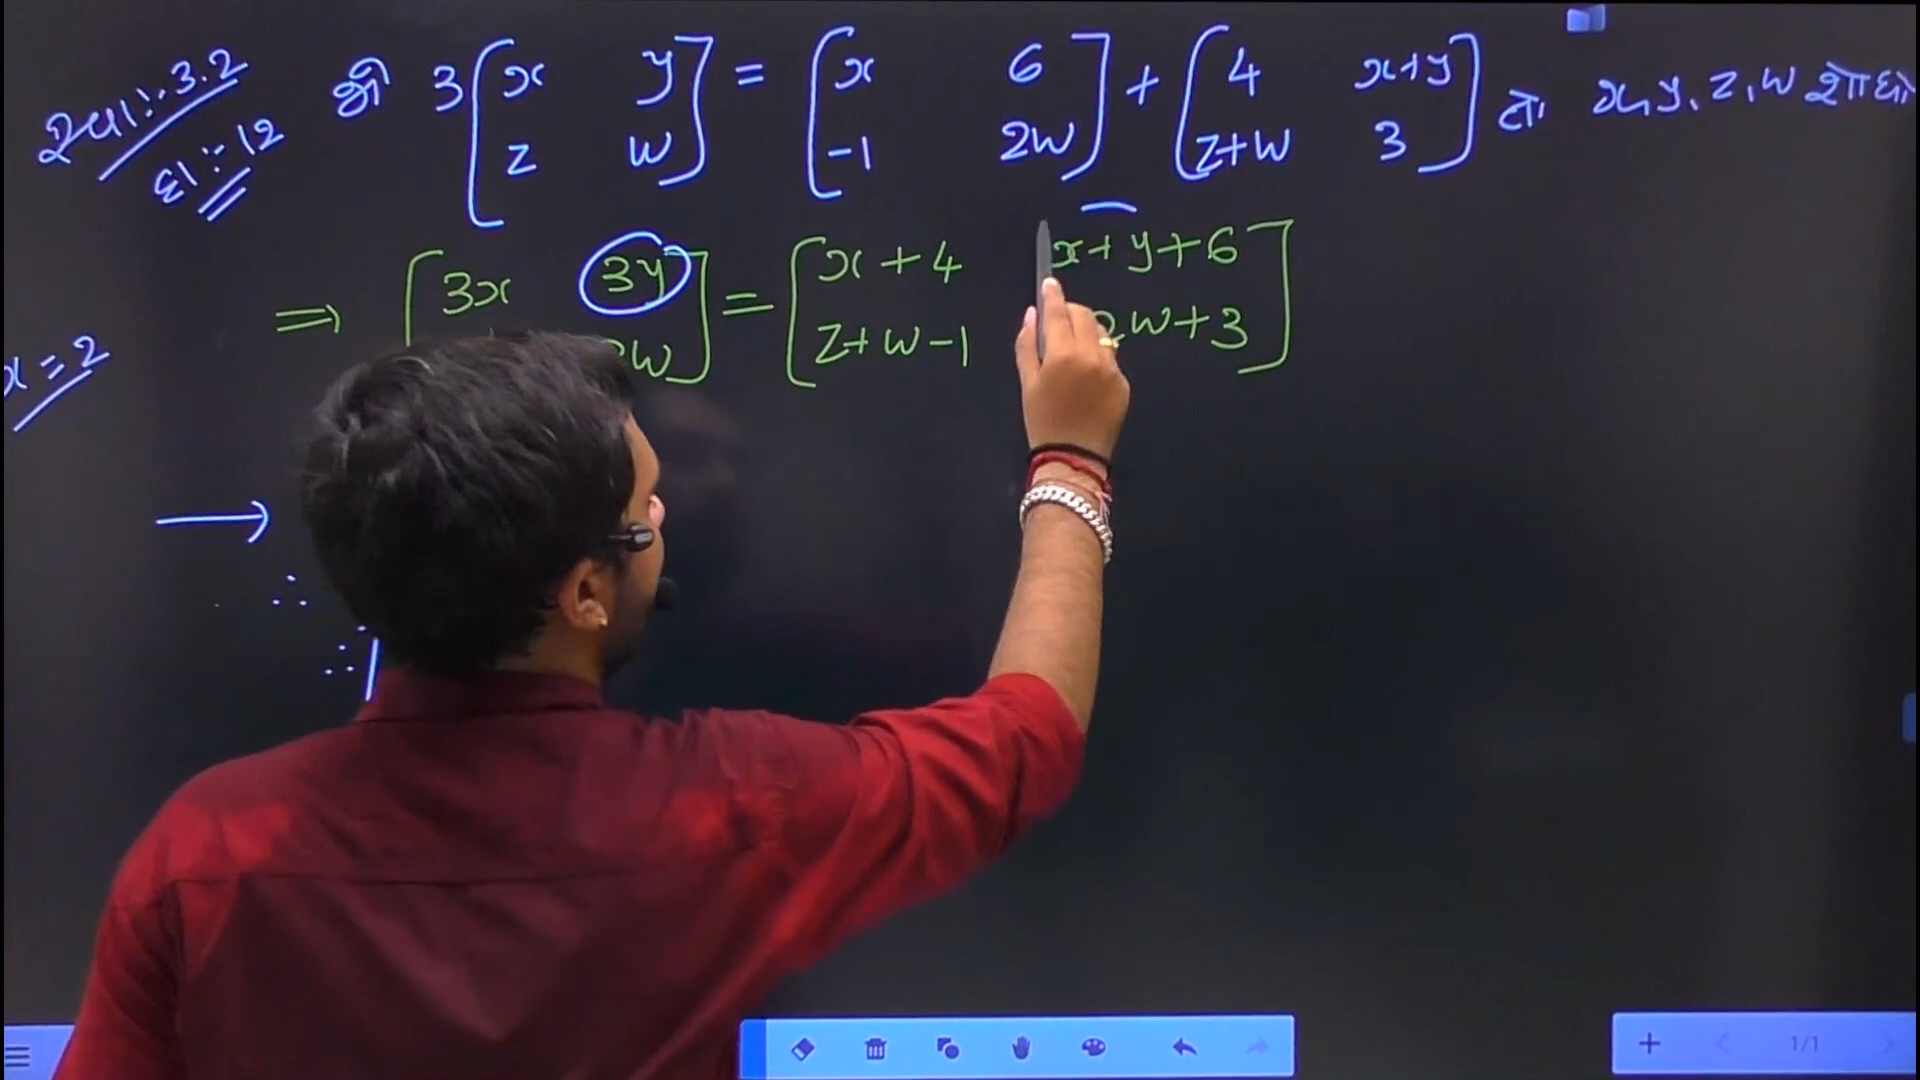 સ્વા:-3.2
દા:-12
જો 3[x y] = [x 6] + [4 x+y] તો x, y, z, w શોધો
[z w] [-1 2w] [z+w 3]
⇒ [3x 3y] = [x+4 x+y+6]
3w] [z+w-1 2w+3]
x=2
→
∴
∴
1/1